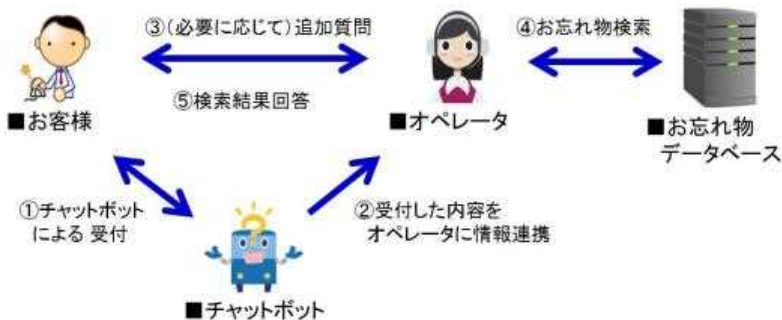 ③(必要に応じて)追加質問
④お忘れ物検索
⑤検索結果回答
■お客様
■オペレータ
■お忘れ物
データベース
①チャットボット
による 受付
②受付した内容を
オペレータに情報連携
■チャットボット